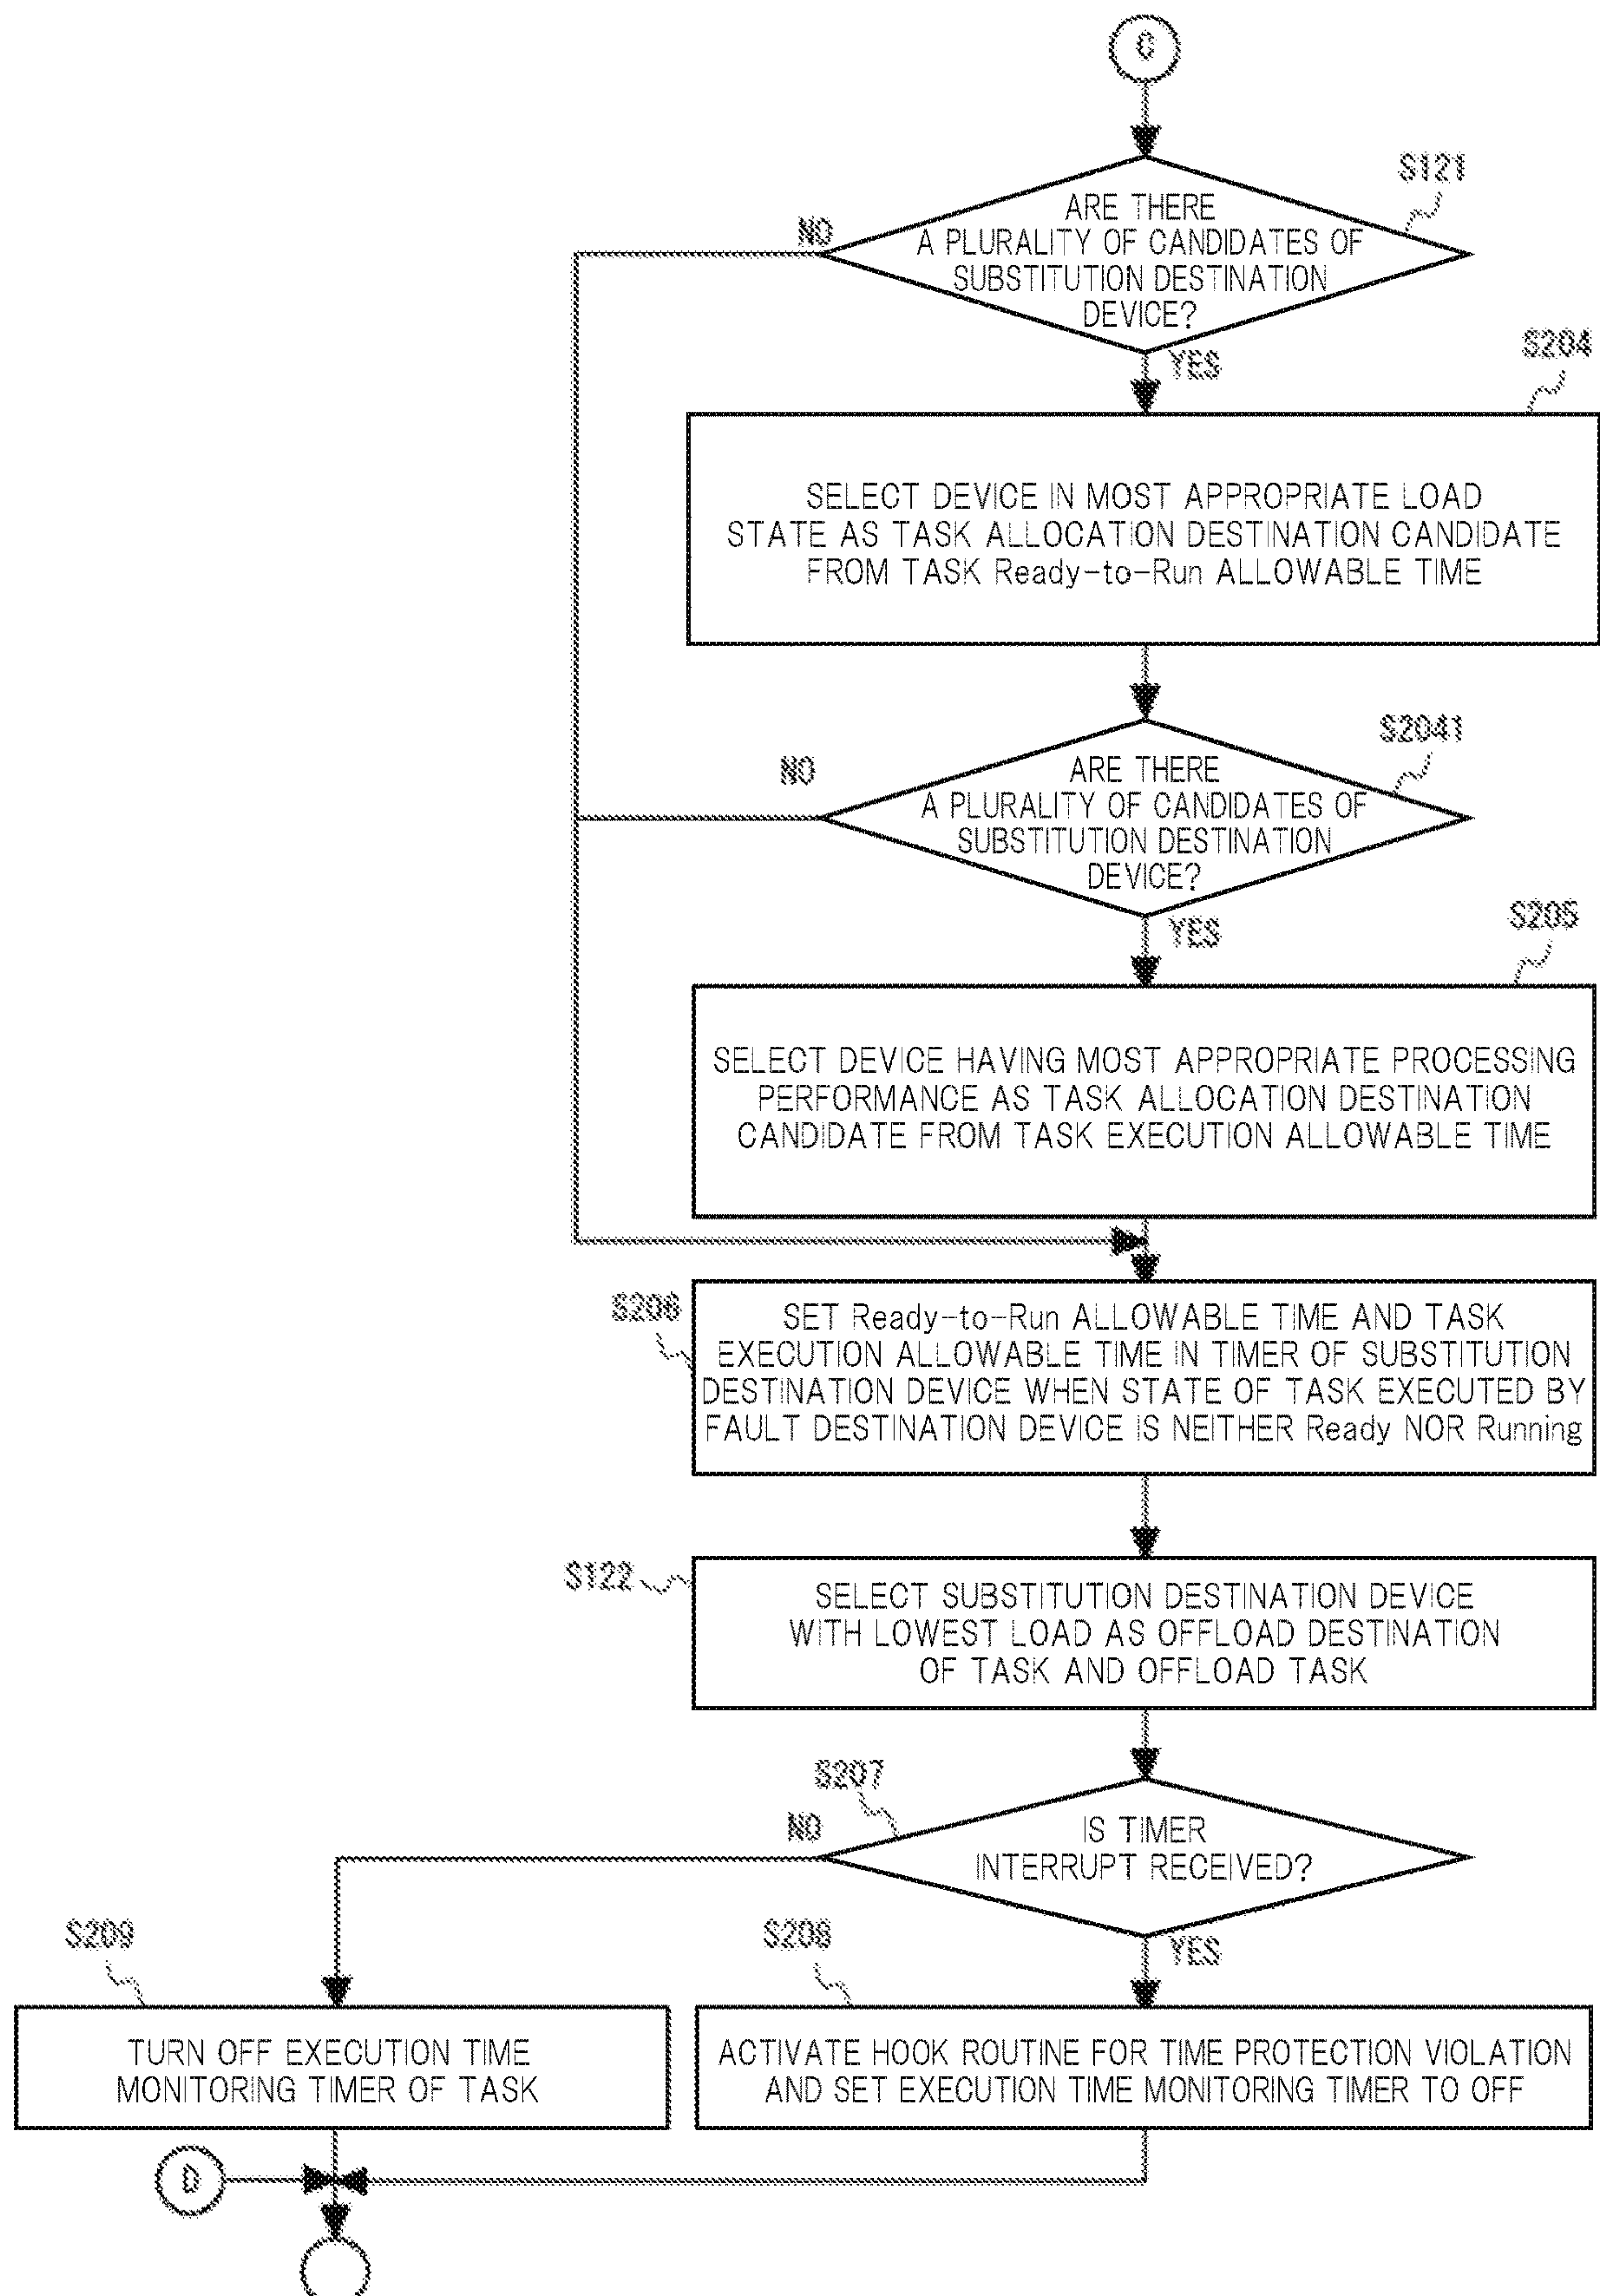 C
S121
ARE THERE
NO
A PLURALITY OF CANDIDATES OF
SUBSTITUTION DESTINATION
DEVICE?
YES
S204
SELECT DEVICE IN MOST APPROPRIATE LOAD
STATE AS TASK ALLOCATION DESTINATION CANDIDATE
FROM TASK Ready-to-Run ALLOWABLE TIME
S2041
NO
ARE THERE
A PLURALITY OF CANDIDATES OF
SUBSTITUTION DESTINATION
DEVICE?
YES
S205
SELECT DEVICE HAVING MOST APPROPRIATE PROCESSING
PERFORMANCE AS TASK ALLOCATION DESTINATION
CANDIDATE FROM TASK EXECUTION ALLOWABLE TIME
S206
SET Ready-to-Run ALLOWABLE TIME AND TASK
EXECUTION ALLOWABLE TIME IN TIMER OF SUBSTITUTION
DESTINATION DEVICE WHEN STATE OF TASK EXECUTED BY
FAULT DESTINATION DEVICE IS NEITHER Ready NOR Running
S122
SELECT SUBSTITUTION DESTINATION DEVICE
WITH LOWEST LOAD AS OFFLOAD DESTINATION
OF TASK AND OFFLOAD TASK
S207
NO
IS TIMER
INTERRUPT RECEIVED?
YES
S209
TURN OFF EXECUTION TIME
MONITORING TIMER OF TASK
S208
ACTIVATE HOOK ROUTINE FOR TIME PROTECTION VIOLATION
AND SET EXECUTION TIME MONITORING TIMER TO OFF
D